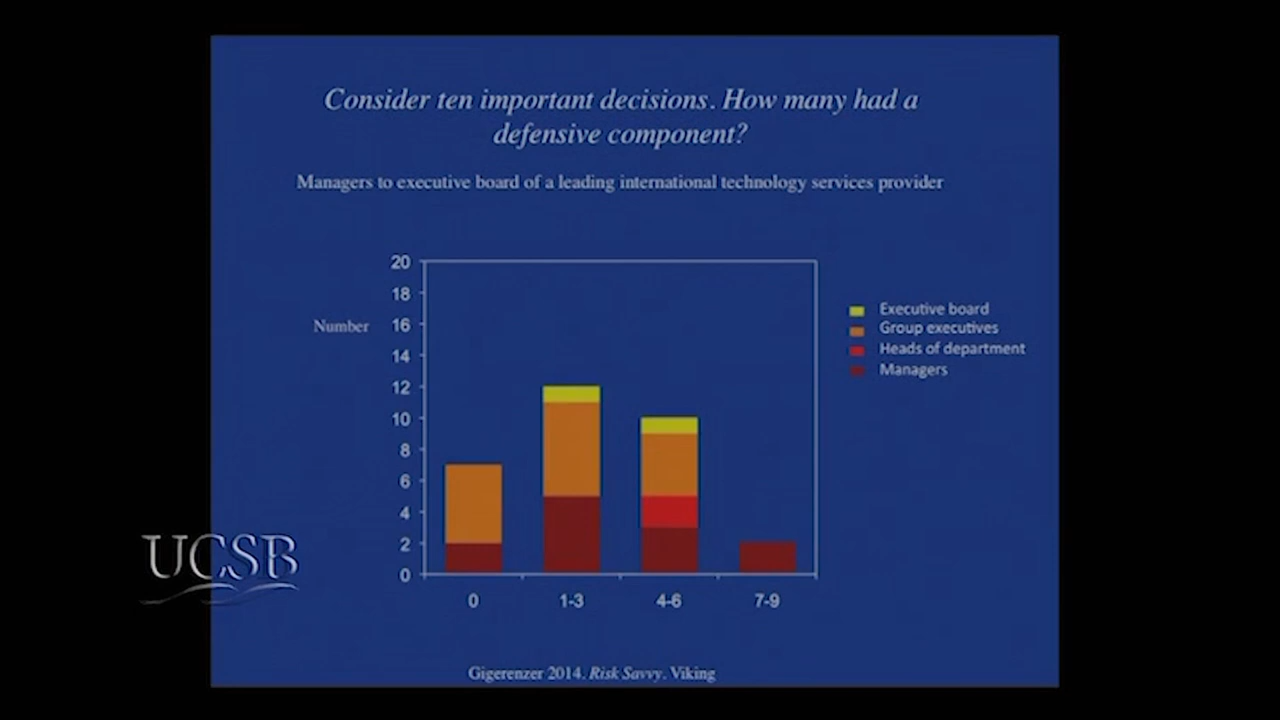 Consider ten important decisions. How many had a
defensive component?
Managers to executive board of a leading international technology services provider
Number
20
18
16
14
12
10
8
6
4
2
0
0
1-3
4-6
7-9
Executive board
Group executives
Heads of department
Managers
UCSB
Gigerenzer 2014. Risk Savvy. Viking